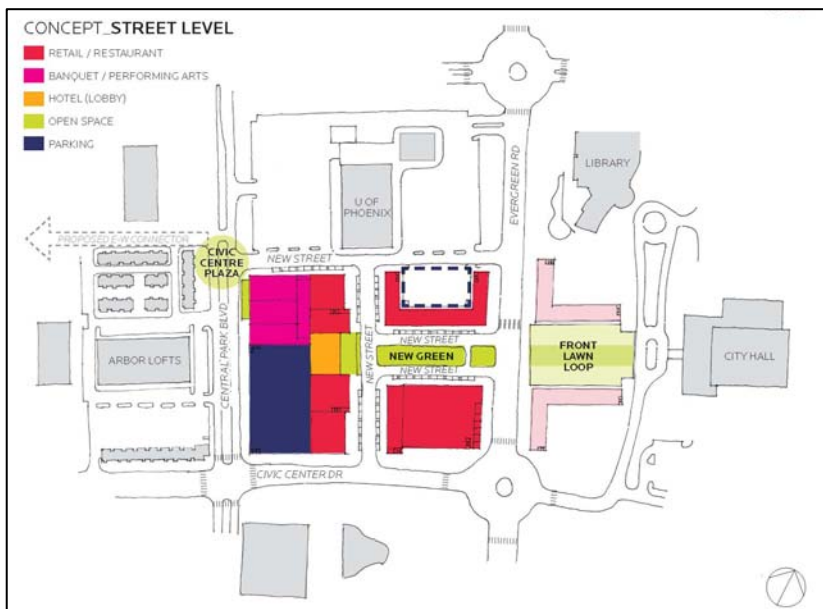 CONCEPT_STREET LEVEL
RETAIL / RESTAURANT
BANQUET / PERFORMING ARTS
HOTEL (LOBBY)
OPEN SPACE
PARKING
EVERGREEN RD
LIBRARY
U OF
PHOENIX
PROPOSED E-W CONNECTOR
CIVIC
CENTRE
PLAZA
NEW STREET
CENTRAL PARK BLVD
NEW STREET
NEW STREET
NEW GREEN
NEW STREET
FRONT
LAWN
LOOP
ARBOR LOFTS
CITY HALL
CIVIC CENTER DR